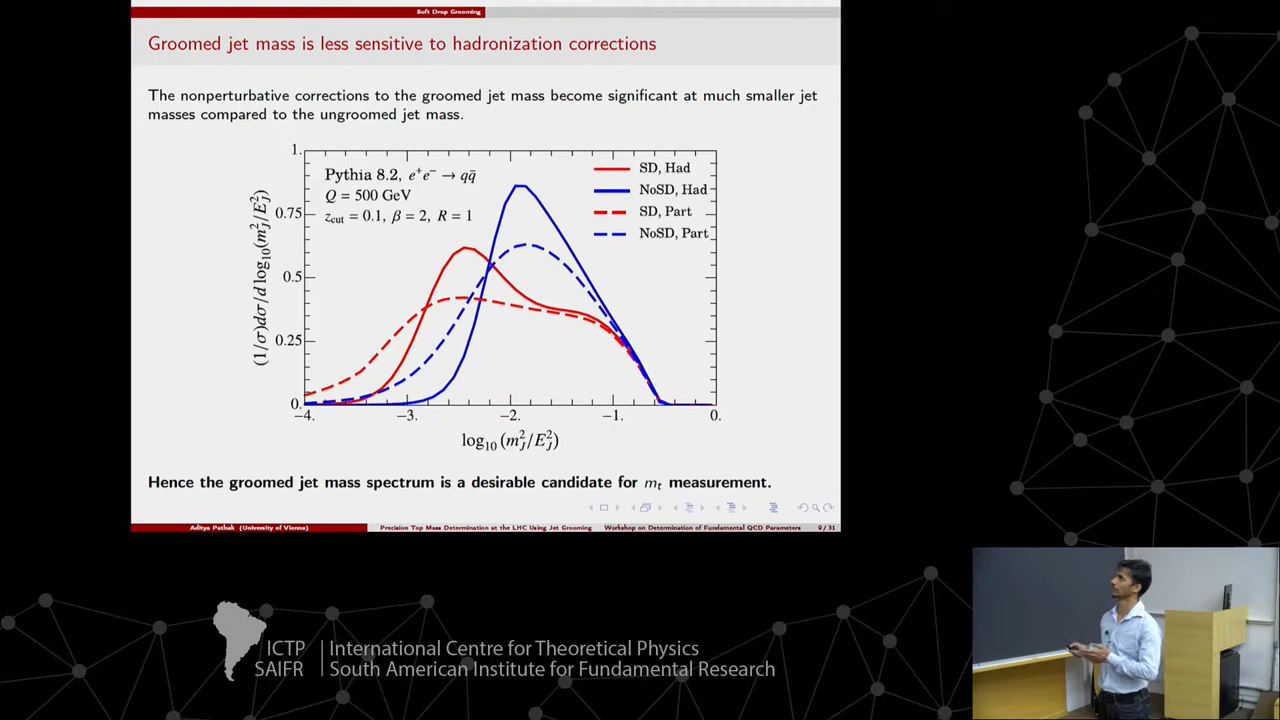 Soft Drop Grooming
Groomed jet mass is less sensitive to hadronization corrections
The nonperturbative corrections to the groomed jet mass become significant at much smaller jet
masses compared to the ungroomed jet mass.
Pythia 8.2, e⁺e⁻ → qq̄
Q = 500 GeV
z_cut = 0.1, β = 2, R = 1
SD, Had
NoSD, Had
SD, Part
NoSD, Part
(1/σ)dσ/d log₁₀(m_J²/E_J²)
1.
0.75
0.5
0.25
0.
−4. −3. −2. −1. 0.
log₁₀(m_J²/E_J²)
Hence the groomed jet mass spectrum is a desirable candidate for m_t measurement.
Aditya Pathak (University of Vienna) Precision Top Mass Determination at the LHC Using Jet Grooming Workshop on Determination of Fundamental QCD Parameters 9 / 31
ICTP International Centre for Theoretical Physics
SAIFR South American Institute for Fundamental Research